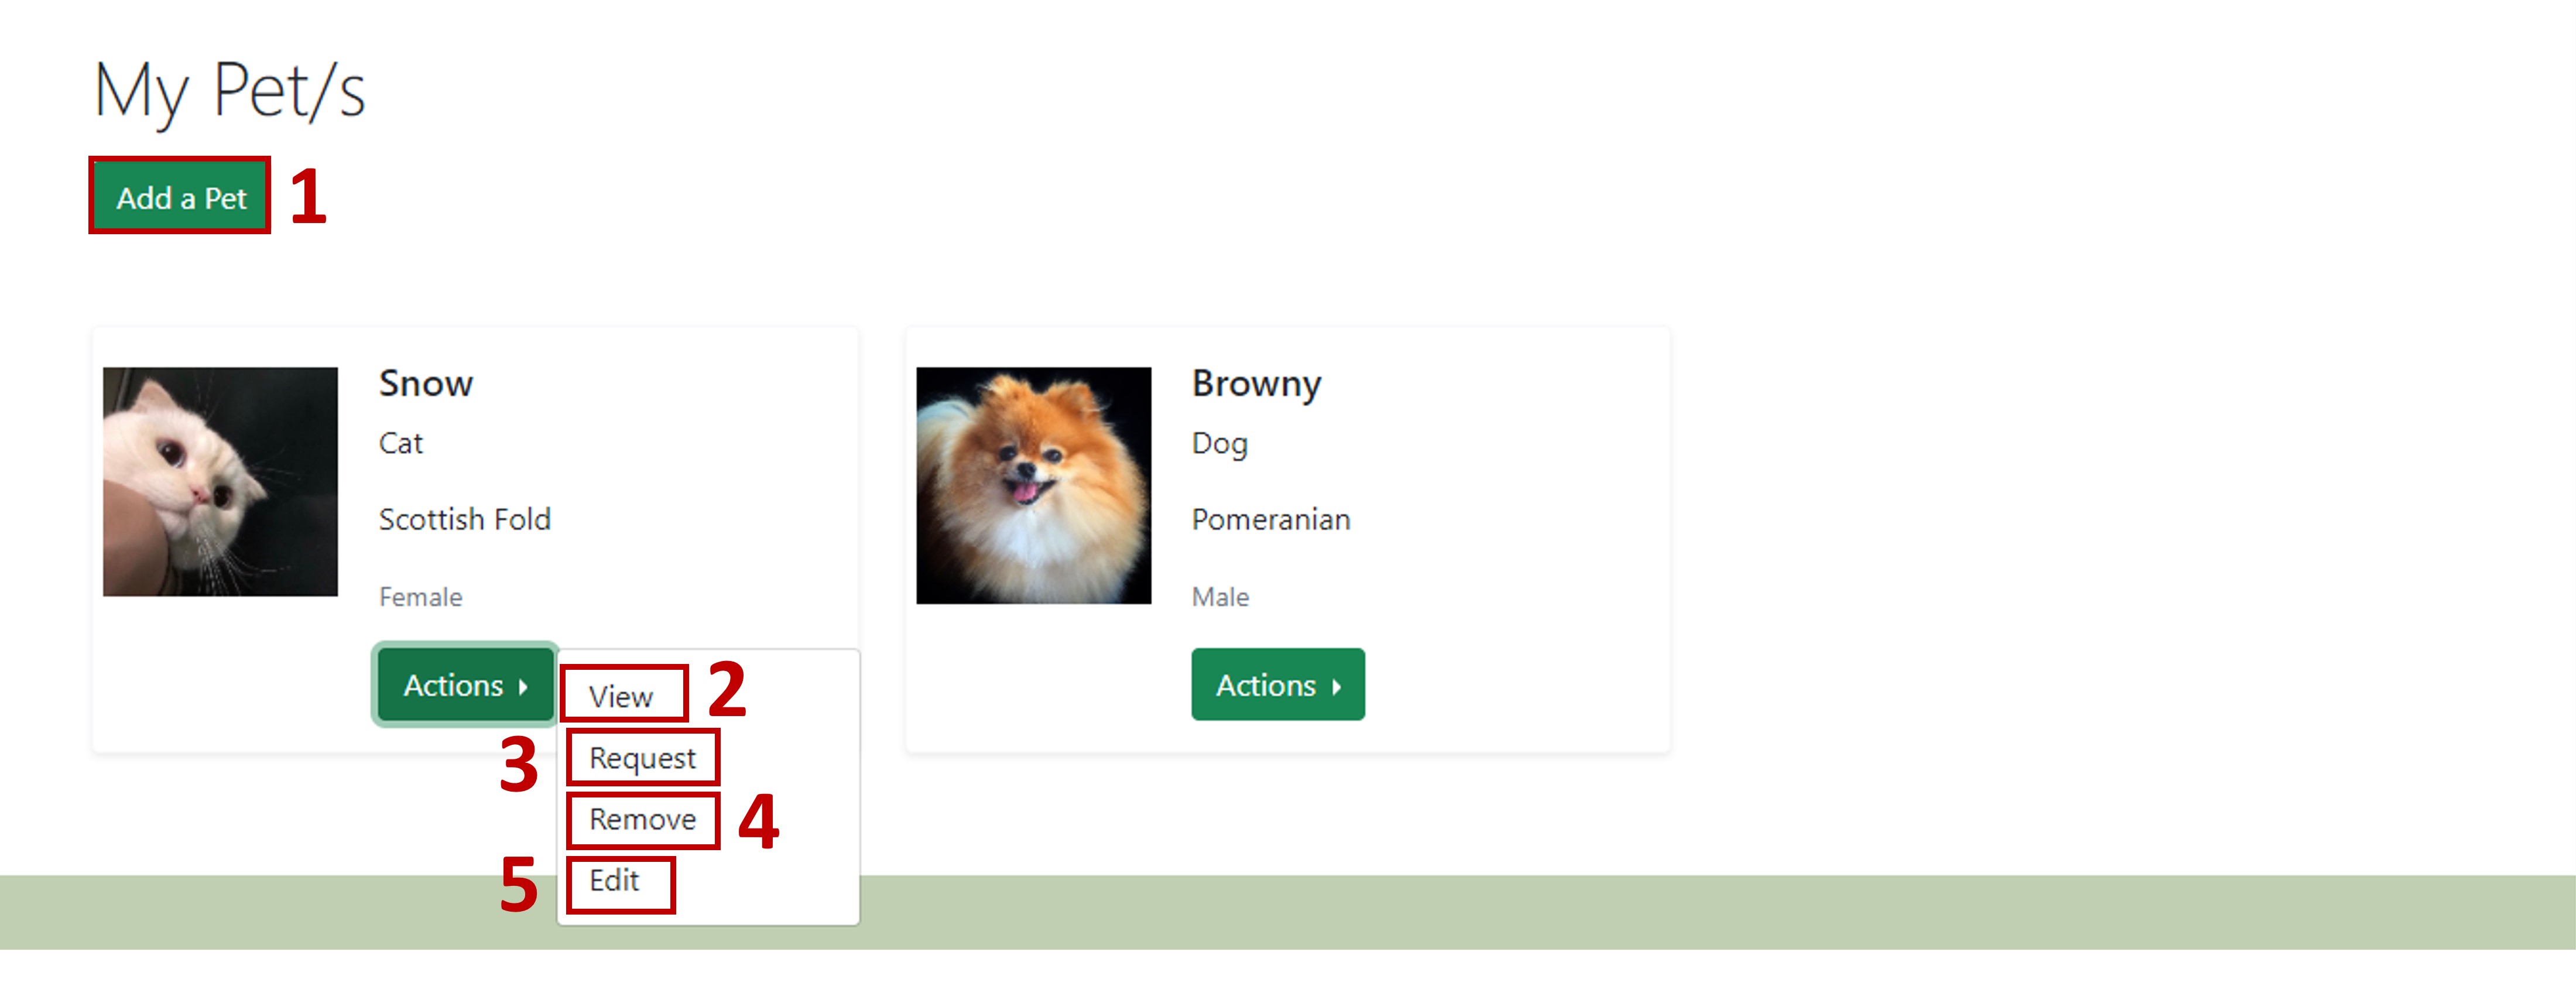 My Pet/s
Add a Pet 1
Snow
Cat
Scottish Fold
Female
Actions
View 2
3 Request
Remove 4
5 Edit
Browny
Dog
Pomeranian
Male
Actions